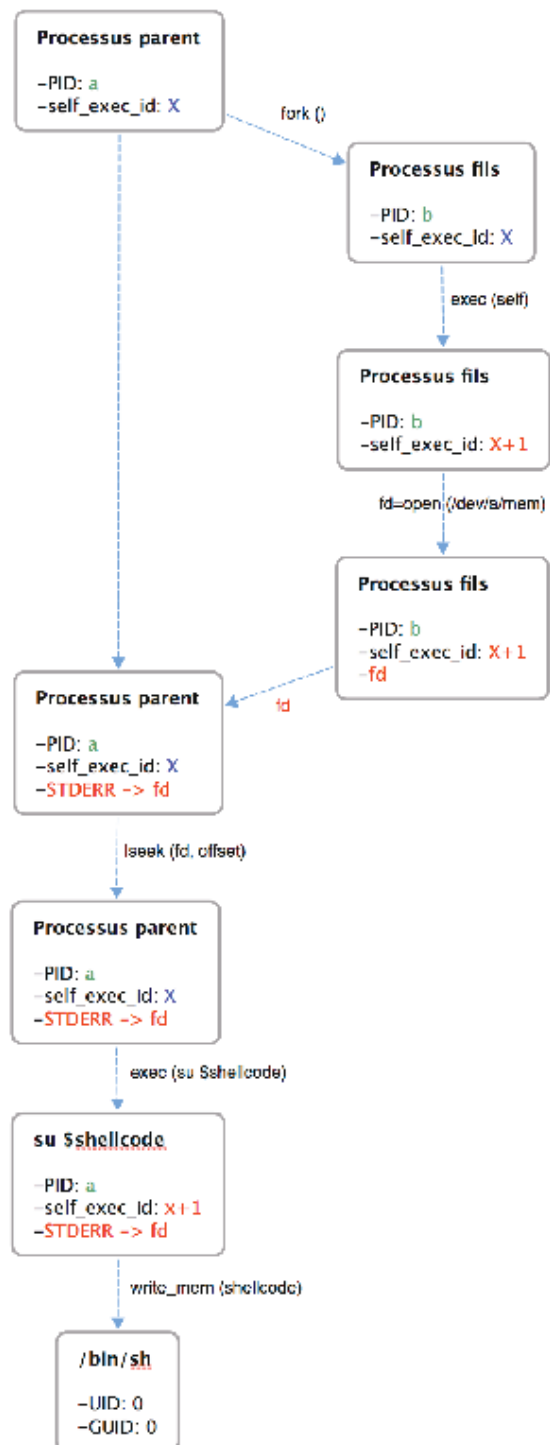 Processus parent
-PID: a
-self_exec_id: X
fork ()
Processus fils
-PID: b
-self_exec_id: X
exec (self)
Processus fils
-PID: b
-self_exec_id: X+1
fd=open (/dev/a/mem)
Processus fils
-PID: b
-self_exec_id: X+1
-fd
fd
Processus parent
-PID: a
-self_exec_id: X
-STDERR -> fd
lseek (fd, offset)
Processus parent
-PID: a
-self_exec_id: X
-STDERR -> fd
exec (su $shellcode)
su $shellcode
-PID: a
-self_exec_id: x+1
-STDERR -> fd
write_mem (shellcode)
/bin/sh
-UID: 0
-GUID: 0